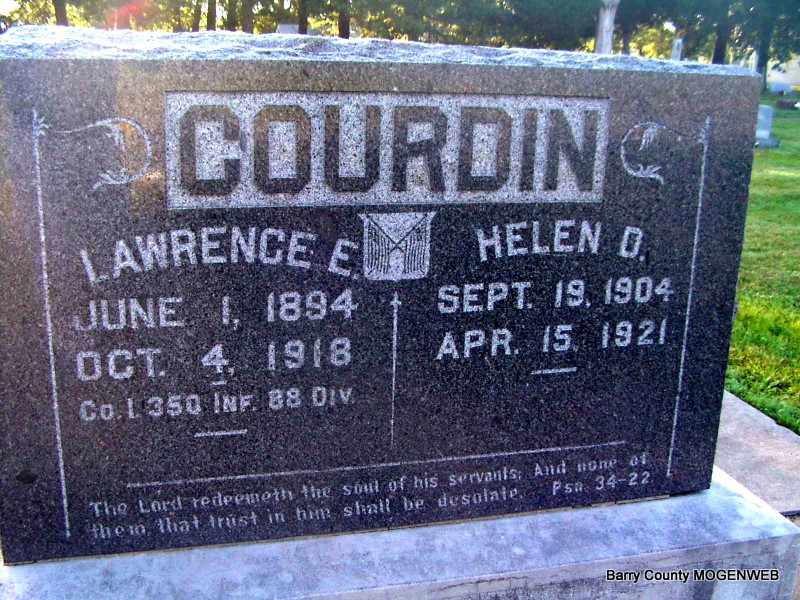 COURDIN
LAWRENCE E.
JUNE 1, 1894
OCT. 4, 1918
CO. I. 350 INF. 88 DIV.
HELEN D.
SEPT. 19, 1904
APR. 15, 1921
The Lord redeemeth the soul of his servants; And none of
them that trust in him shall be desolate. Psa. 34-22
Barry County MOGENWEB